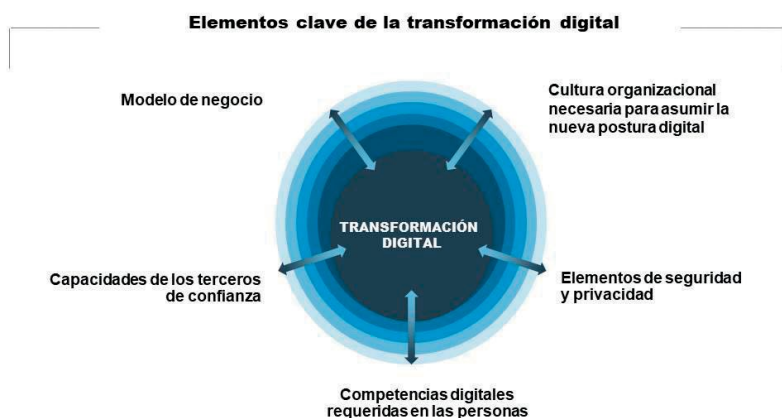 Elementos clave de la transformación digital
Modelo de negocio
Cultura organizacional
necesaria para asumir la
nueva postura digital
TRANSFORMACIÓN
DIGITAL
Capacidades de los terceros
de confianza
Elementos de seguridad
y privacidad
Competencias digitales
requeridas en las personas